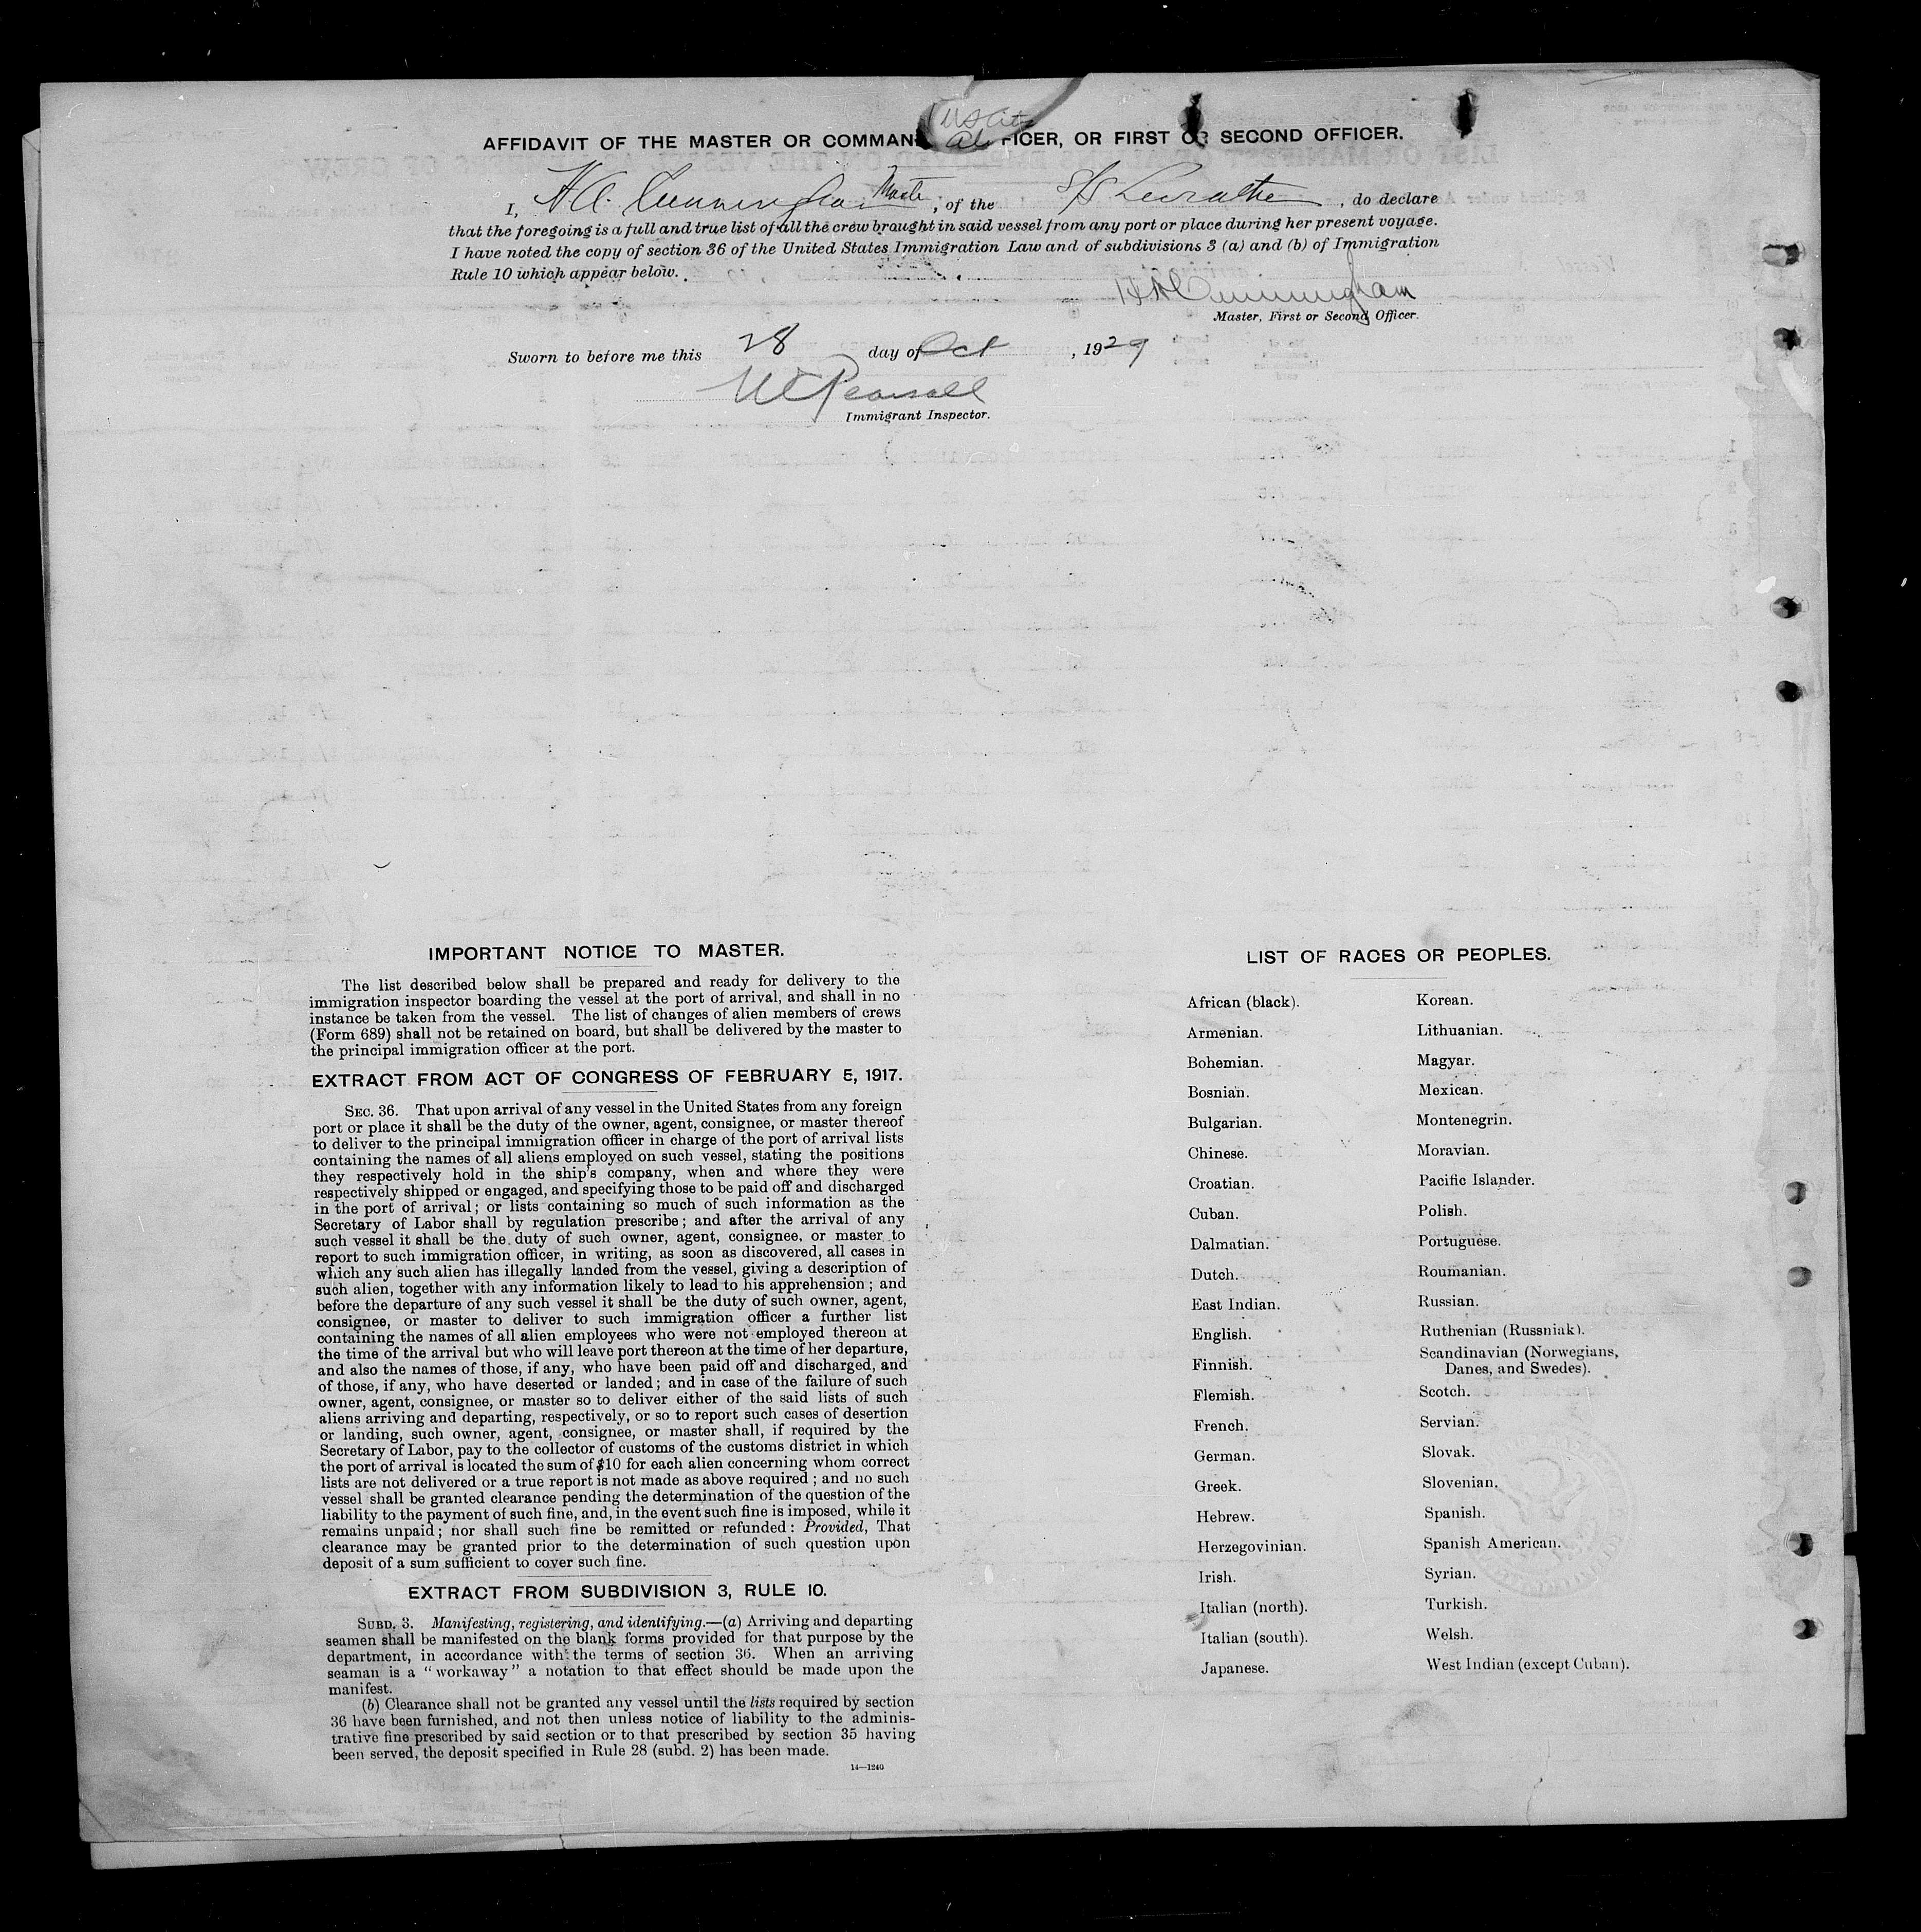 AFFIDAVIT OF THE MASTER OR COMMAN FICER, OR FIRST OR SECOND OFFICER.
I, H A. Cunningham Master, of the S/S Leviathan, do declare
that the foregoing is a full and true list of all the crew brought in said vessel from any port or place during her present voyage.
I have noted the copy of section 36 of the United States Immigration Law and of subdivisions 3 (a) and (b) of Immigration
Rule 10 which appear below.
Cunningham
Master, First or Second Officer.
Sworn to before me this 28 day of Oct , 1929
Pearsall
Immigrant Inspector.
IMPORTANT NOTICE TO MASTER.
The list described below shall be prepared and ready for delivery to the
immigration inspector boarding the vessel at the port of arrival, and shall in no
instance be taken from the vessel. The list of changes of alien members of crews
(Form 689) shall not be retained on board, but shall be delivered by the master to
the principal immigration officer at the port.
EXTRACT FROM ACT OF CONGRESS OF FEBRUARY 5, 1917.
SEC. 36. That upon arrival of any vessel in the United States from any foreign
port or place it shall be the duty of the owner, agent, consignee, or master thereof
to deliver to the principal immigration officer in charge of the port of arrival lists
containing the names of all aliens employed on such vessel, stating the positions
they respectively hold in the ship's company, when and where they were
respectively shipped or engaged, and specifying those to be paid off and discharged
in the port of arrival; or lists containing so much of such information as the
Secretary of Labor shall by regulation prescribe; and after the arrival of any
such vessel it shall be the duty of such owner, agent, consignee, or master to
report to such immigration officer, in writing, as soon as discovered, all cases in
which any such alien has illegally landed from the vessel, giving a description of
such alien, together with any information likely to lead to his apprehension; and
before the departure of any such vessel it shall be the duty of such owner, agent,
consignee, or master to deliver to such immigration officer a further list
containing the names of all alien employees who were not employed thereon at
the time of the arrival but who will leave port thereon at the time of her departure,
and also the names of those, if any, who have been paid off and discharged, and
of those, if any, who have deserted or landed; and in case of the failure of such
owner, agent, consignee, or master so to deliver either of the said lists of such
aliens arriving and departing, respectively, or so to report such cases of desertion
or landing, such owner, agent, consignee, or master shall, if required by the
Secretary of Labor, pay to the collector of customs of the customs district in which
the port of arrival is located the sum of $10 for each alien concerning whom correct
lists are not delivered or a true report is not made as above required; and no such
vessel shall be granted clearance pending the determination of the question of the
liability to the payment of such fine, and, in the event such fine is imposed, while it
remains unpaid; nor shall such fine be remitted or refunded: Provided, That
clearance may be granted prior to the determination of such question upon
deposit of a sum sufficient to cover such fine.
EXTRACT FROM SUBDIVISION 3, RULE 10.
SUBD. 3. Manifesting, registering, and identifying.—(a) Arriving and departing
seamen shall be manifested on the blank forms provided for that purpose by the
department, in accordance with the terms of section 36. When an arriving
seaman is a "workaway" a notation to that effect should be made upon the
manifest.
(b) Clearance shall not be granted any vessel until the lists required by section
36 have been furnished, and not then unless notice of liability to the adminis-
trative fine prescribed by said section or to that prescribed by section 35 having
been served, the deposit specified in Rule 28 (subd. 2) has been made.
14—1240
LIST OF RACES OR PEOPLES.
African (black).
Armenian.
Bohemian.
Bosnian.
Bulgarian.
Chinese.
Croatian.
Cuban.
Dalmatian.
Dutch.
East Indian.
English.
Finnish.
Flemish.
French.
German.
Greek.
Hebrew.
Herzegovinian.
Irish.
Italian (north).
Italian (south).
Japanese.
Korean.
Lithuanian.
Magyar.
Mexican.
Montenegrin.
Moravian.
Pacific Islander.
Polish.
Portuguese.
Roumanian.
Russian.
Ruthenian (Russniak).
Scandinavian (Norwegians,
Danes, and Swedes).
Scotch.
Servian.
Slovak.
Slovenian.
Spanish.
Spanish American.
Syrian.
Turkish.
Welsh.
West Indian (except Cuban).